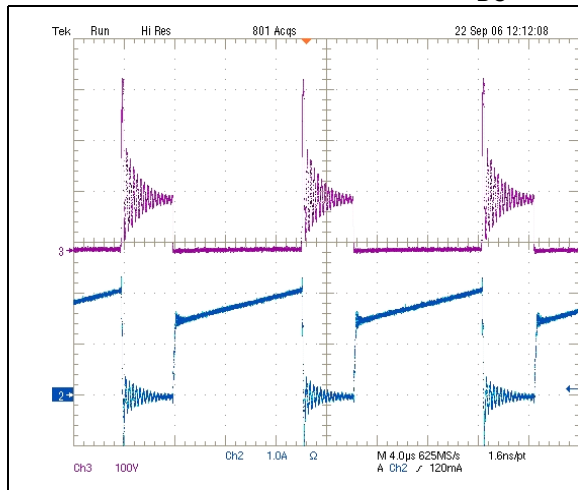 Tek Run Hi Res 801 Acqs 22 Sep 06 12:12:08
3
2
Ch2 1.0A Ω M 4.0µs 625MS/s 1.6ns/pt
Ch3 100V A Ch2 ∕ 120mA